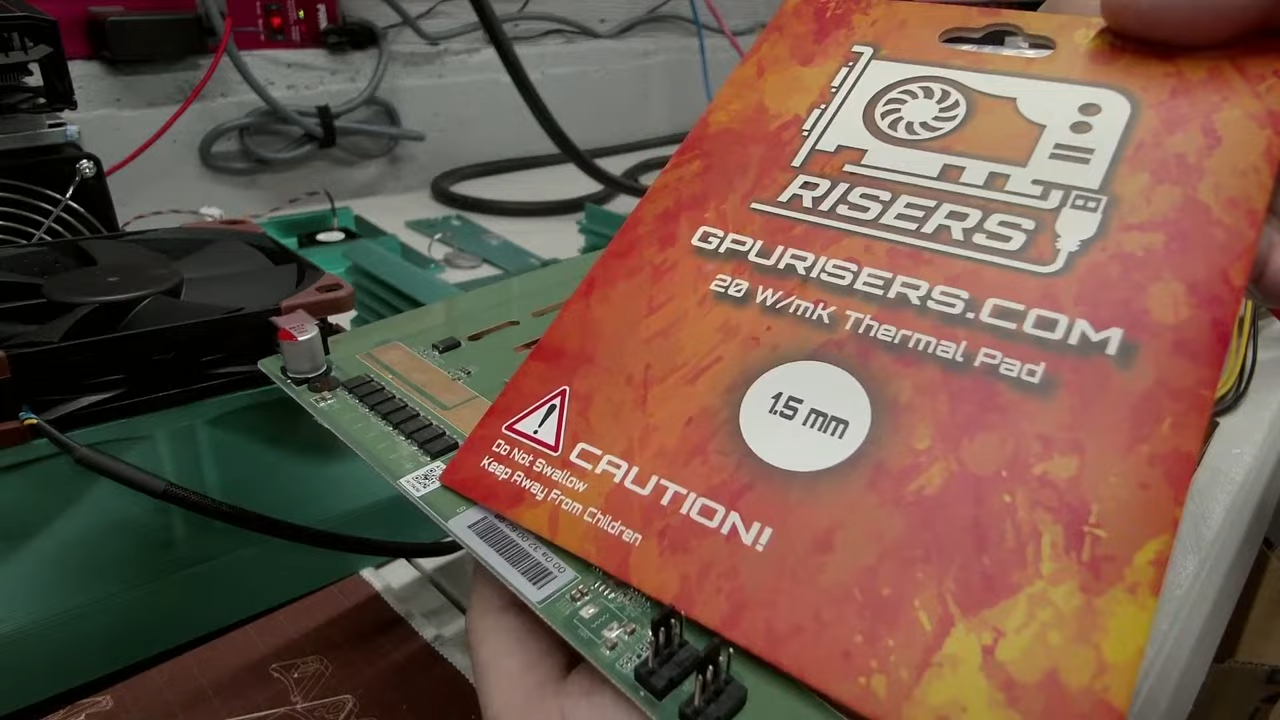 RISERS
GPURISERS.COM
20 W/mK Thermal Pad
1.5 mm
CAUTION!
Do Not Swallow
Keep Away From Children